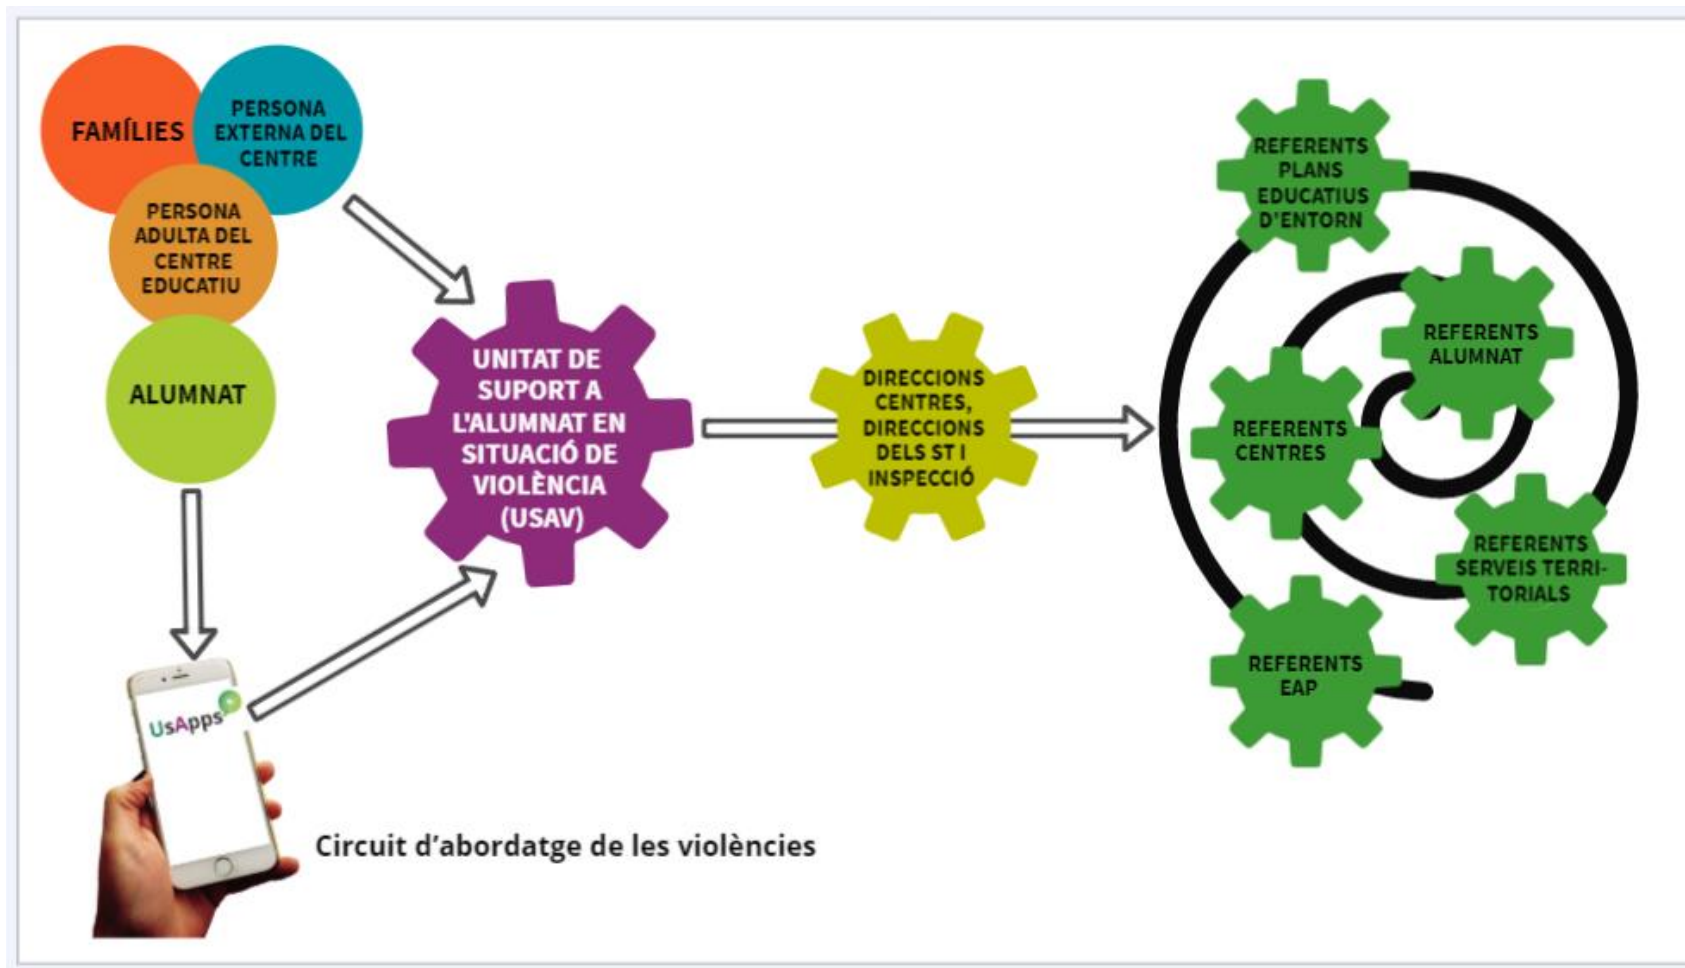 FAMÍLIES
PERSONA
EXTERNA DEL
CENTRE
PERSONA
ADULTA DEL
CENTRE
EDUCATIU
ALUMNAT
UsApps
UNITAT DE
SUPORT A
L'ALUMNAT EN
SITUACIÓ DE
VIOLÈNCIA
(USAV)
DIRECCIONS
CENTRES,
DIRECCIONS
DELS ST I
INSPECCIÓ
REFERENTS
PLANS
EDUCATIUS
D'ENTORN
REFERENTS
ALUMNAT
REFERENTS
CENTRES
REFERENTS
SERVEIS TERRI-
TORIALS
REFERENTS
EAP
Circuit d’abordatge de les violències